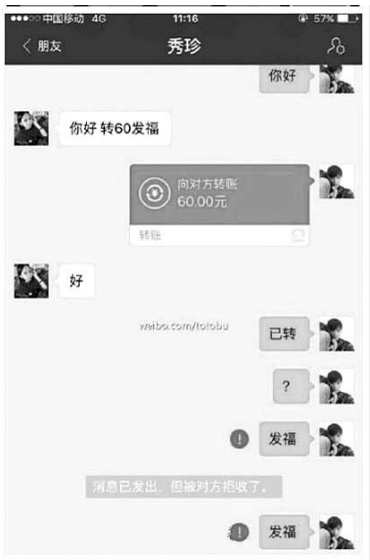 中国移动 4G 11:16 57%
朋友 秀珍
你好
你好 转60发福
向对方转账
60.00元
转账
好
weibo.com/totobu
已转
?
发福
消息已发出，但被对方拒收了。
发福